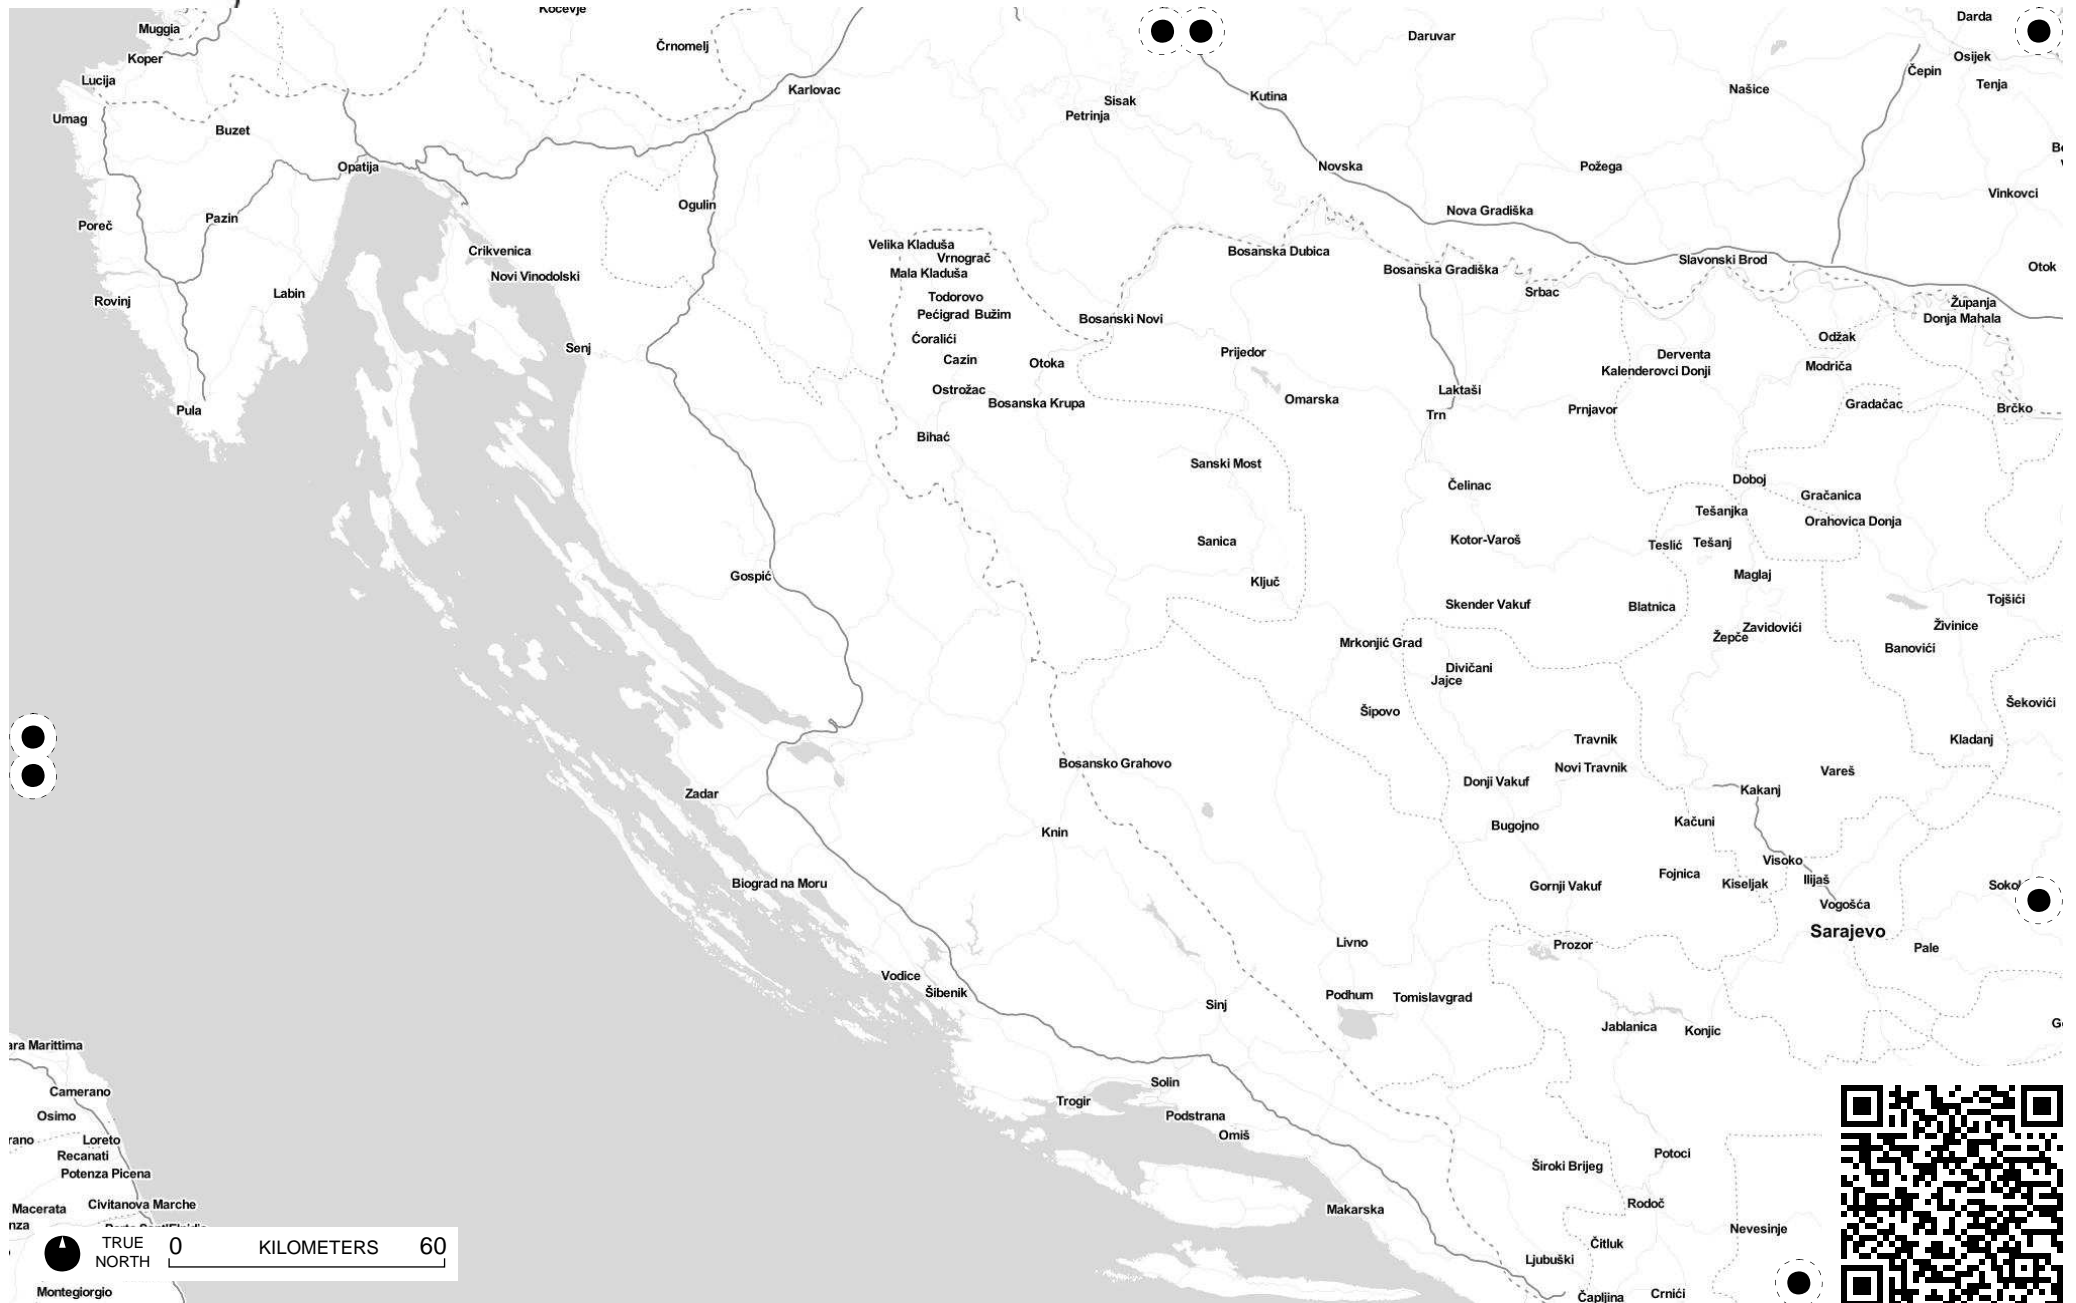 Kočevje
Muggia
Darda
Črnomelj
Daruvar
Koper
Osijek
Čepin
Lucija
Tenja
Karlovac
Našice
Kutina
Sisak
Petrinja
Umag
Buzet
Opatija
Novska
Požega
Vinkovci
Pazin
Ogulin
Nova Gradiška
Poreč
Crikvenica
Velika Kladuša
Vrnograč
Bosanska Dubica
Slavonski Brod
Mala Kladuša
Bosanska Gradiška
Otok
Novi Vinodolski
Labin
Todorovo
Srbac
Rovinj
Županja
Pećigrad Bužim
Bosanski Novi
Donja Mahala
Ćoralići
Odžak
Senj
Cazin
Otoka
Prijedor
Derventa
Kalenderovci Donji
Modriča
Ostrožac
Laktaši
Bosanska Krupa
Omarska
Trn
Prnjavor
Gradačac
Brčko
Pula
Bihać
Sanski Most
Doboj
Čelinac
Gračanica
Tešanjka
Orahovica Donja
Sanica
Kotor-Varoš
Teslić
Tešanj
Gospić
Ključ
Maglaj
Skender Vakuf
Blatnica
Tojšići
Živinice
Zavidovići
Žepče
Mrkonjić Grad
Banovići
Divičani
Jajce
Šipovo
Šekovići
Travnik
Kladanj
Bosansko Grahovo
Novi Travnik
Vareš
Donji Vakuf
Kakanj
Zadar
Knin
Bugojno
Kačuni
Visoko
Biograd na Moru
Gornji Vakuf
Fojnica
Kiseljak
Ilijaš
Vogošća
Sarajevo
Livno
Prozor
Pale
Vodice
Šibenik
Podhum
Tomislavgrad
Sinj
Jablanica
Konjic
ara Marittima
Camerano
Solin
Trogir
Osimo
Podstrana
Omiš
rano
Loreto
Recanati
Potenza Picena
Potoci
Široki Brijeg
Macerata
Civitanova Marche
Makarska
Rodoč
nza
Nevesinje
Čitluk
Ljubuški
TRUE
NORTH
0 KILOMETERS 60
Montegiorgio
Čapljina
Crnići